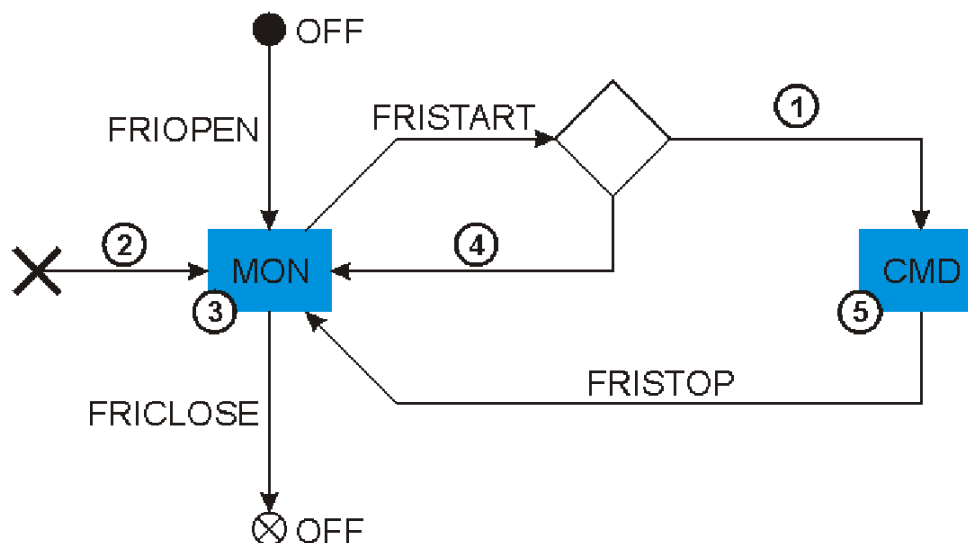 OFF
FRIOPEN
FRISTART
1
2
MON
4
CMD
3
5
FRISTOP
FRICLOSE
OFF